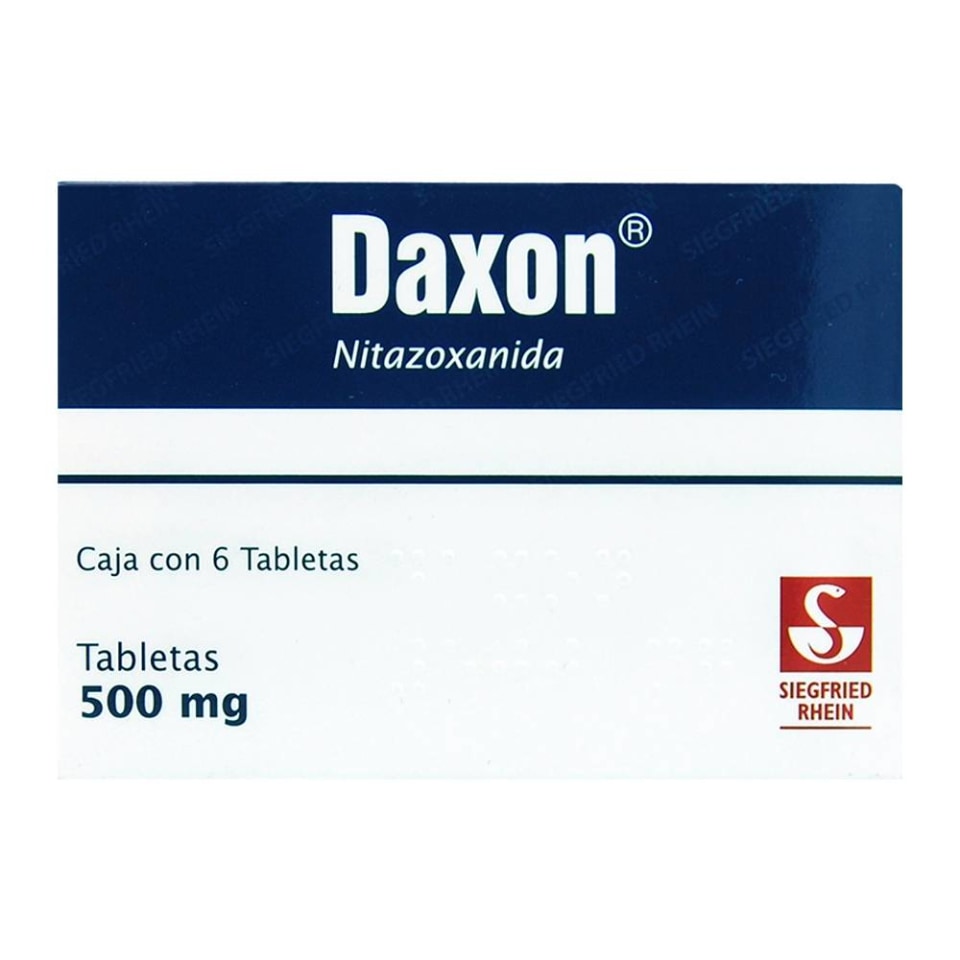 Daxon®
Nitazoxanida
Caja con 6 Tabletas
Tabletas
500 mg
SIEGFRIED
RHEIN